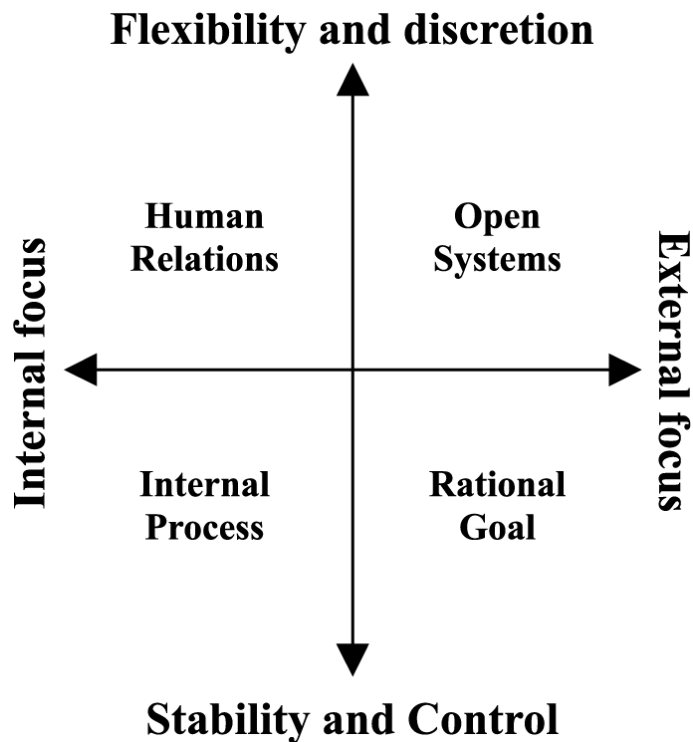 Flexibility and discretion
Human
Relations
Open
Systems
Internal focus
External focus
Internal
Process
Rational
Goal
Stability and Control